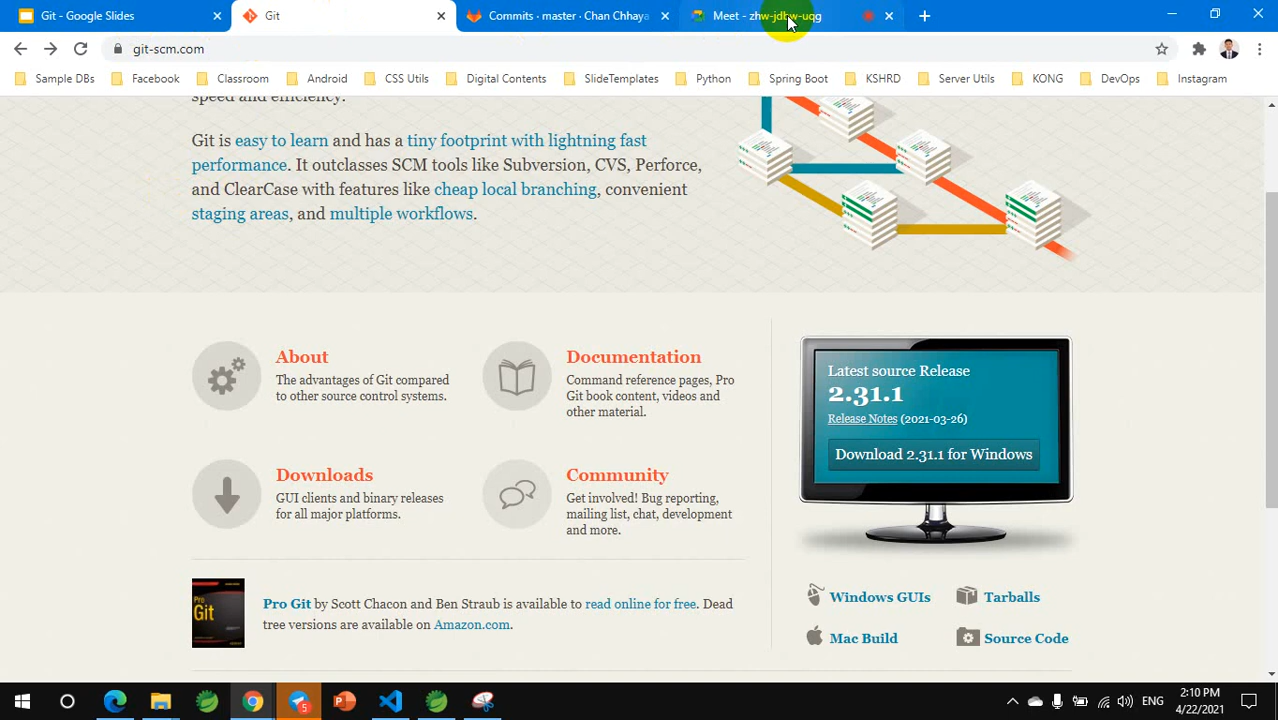 Git - Google Slides
Git
Commits · master · Chan Chhaya
Meet - zhw-jdbw-uqg
git-scm.com
Sample DBs
Facebook
Classroom
Android
CSS Utils
Digital Contents
SlideTemplates
Python
Spring Boot
KSHRD
Server Utils
KONG
DevOps
Instagram
speed and efficiency.
Git is easy to learn and has a tiny footprint with lightning fast
performance. It outclasses SCM tools like Subversion, CVS, Perforce,
and ClearCase with features like cheap local branching, convenient
staging areas, and multiple workflows.
About
The advantages of Git compared
to other source control systems.
Documentation
Command reference pages, Pro
Git book content, videos and
other material.
Downloads
GUI clients and binary releases
for all major platforms.
Community
Get involved! Bug reporting,
mailing list, chat, development
and more.
Latest source Release
2.31.1
Release Notes (2021-03-26)
Download 2.31.1 for Windows
Pro
Git
Pro Git by Scott Chacon and Ben Straub is available to read online for free. Dead
tree versions are available on Amazon.com.
Windows GUIs
Tarballs
Mac Build
Source Code
5
ENG
2:10 PM
4/22/2021